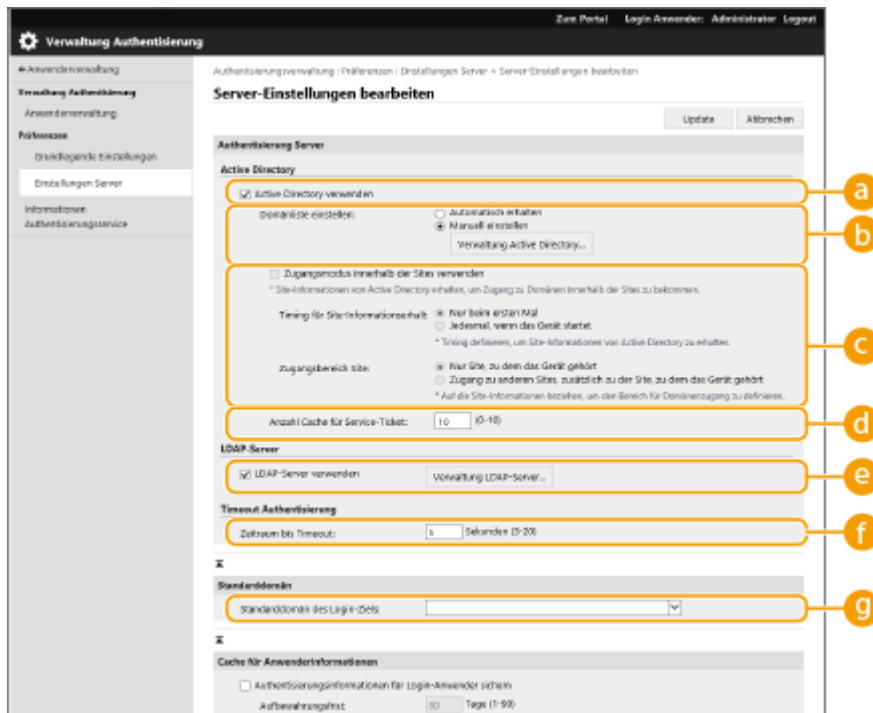 Zum Portal Login Anwender: Administrator Logout
Verwaltung Authentisierung
Anwenderverwaltung
Verwaltung Authentisierung
Anwenderverwaltung
Präferenzen
Grundlegende Einstellungen
Einstellungen Server
Informationen
Authentisierungsservice
Authentisierungsverwaltung : Präferenzen : Einstellungen Server > Server-Einstellungen bearbeiten
Server-Einstellungen bearbeiten
Update Abbrechen
Authentisierung Server
Active Directory
Active Directory verwenden
a
Domänliste einstellen:
Automatisch erhalten
Manuell einstellen
Verwaltung Active Directory...
b
Zugangsmodus innerhalb der Sites verwenden
* Site-Informationen von Active Directory erhalten, um Zugang zu Domänen innerhalb der Sites zu bekommen.
Timing für Site-Informationserhalt:
Nur beim ersten Mal
Jedesmal, wenn das Gerät startet
* Timing definieren, um Site-Informationen von Active Directory zu erhalten.
Zugangsbereich Site:
Nur Site, zu dem das Gerät gehört
Zugang zu anderen Sites, zusätzlich zu der Site, zu dem das Gerät gehört
* Auf die Site-Informationen beziehen, um den Bereich für Domänenzugang zu definieren.
c
Anzahl Cache für Service-Ticket: 10 (0-10)
d
LDAP-Server
LDAP-Server verwenden Verwaltung LDAP-Server...
e
Timeout Authentisierung
Zeitraum bis Timeout: 5 Sekunden (5-20)
f
Standarddomän
Standarddomän des Login-Ziels:
g
Cache für Anwenderinformationen
Authentisierungsinformationen für Login-Anwender sichern
Aufbewahrungsfrist: 30 Tage (1-90)